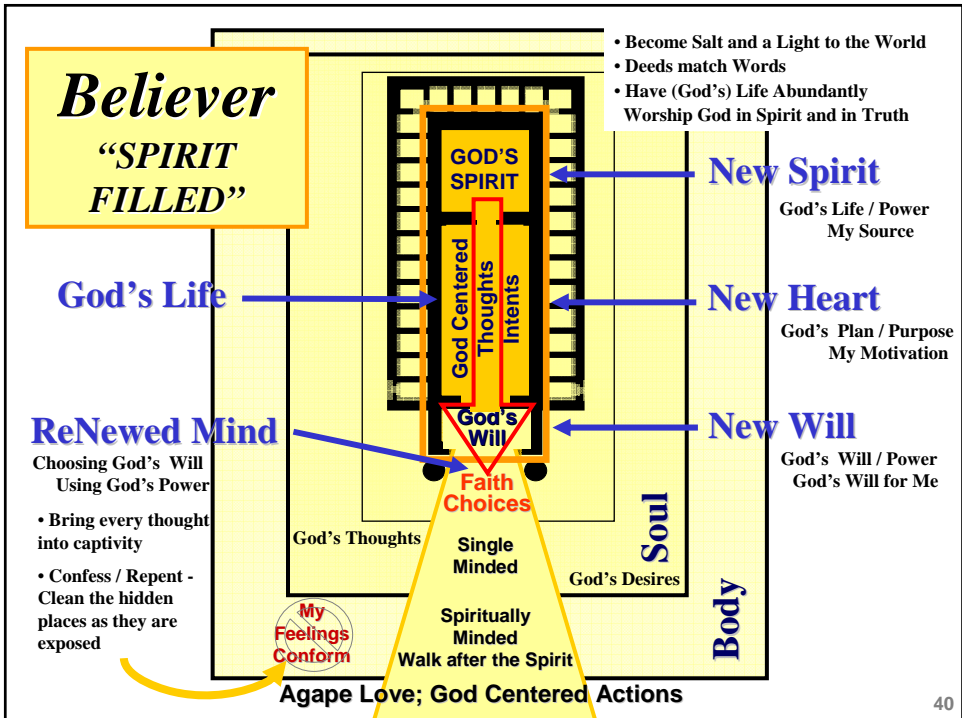 Believer
“SPIRIT
FILLED”
• Become Salt and a Light to the World
• Deeds match Words
• Have (God's) Life Abundantly
Worship God in Spirit and in Truth
GOD'S
SPIRIT
New Spirit
God's Life / Power
My Source
God's Life
God Centered
Thoughts
Intents
New Heart
God's Plan / Purpose
My Motivation
God's
Will
New Will
God's Will / Power
God's Will for Me
ReNewed Mind
Choosing God's Will
Using God's Power
• Bring every thought
into captivity
• Confess / Repent -
Clean the hidden
places as they are
exposed
Faith
Choices
God's Thoughts
Single
Minded
God's Desires
Soul
Body
My
Feelings
Conform
Spiritually
Minded
Walk after the Spirit
Agape Love; God Centered Actions
40